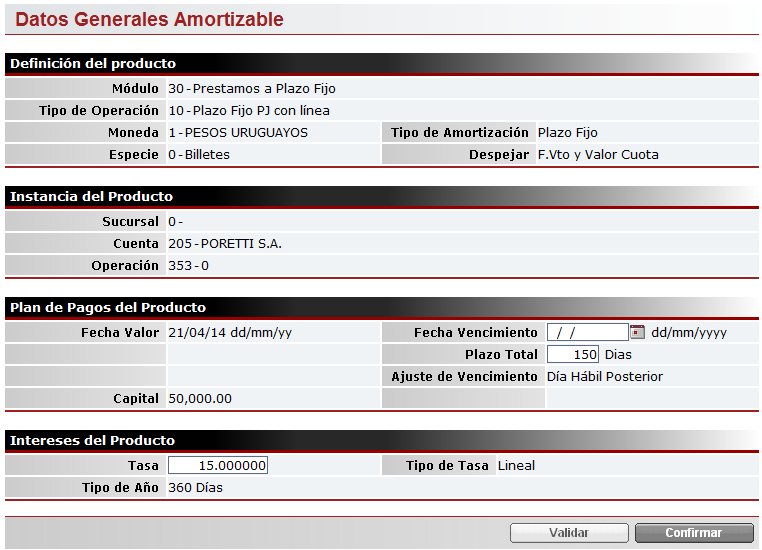 Datos Generales Amortizable
Definición del producto
Módulo 30-Prestamos a Plazo Fijo
Tipo de Operación 10-Plazo Fijo PJ con línea
Moneda 1-PESOS URUGUAYOS Tipo de Amortización Plazo Fijo
Especie 0-Billetes Despejar F.Vto y Valor Cuota
Instancia del Producto
Sucursal 0-
Cuenta 205-PORETTI S.A.
Operación 353-0
Plan de Pagos del Producto
Fecha Valor 21/04/14 dd/mm/yy Fecha Vencimiento / / dd/mm/yyyy
Plazo Total 150 Dias
Ajuste de Vencimiento Día Hábil Posterior
Capital 50,000.00
Intereses del Producto
Tasa 15.000000 Tipo de Tasa Lineal
Tipo de Año 360 Días
Validar Confirmar